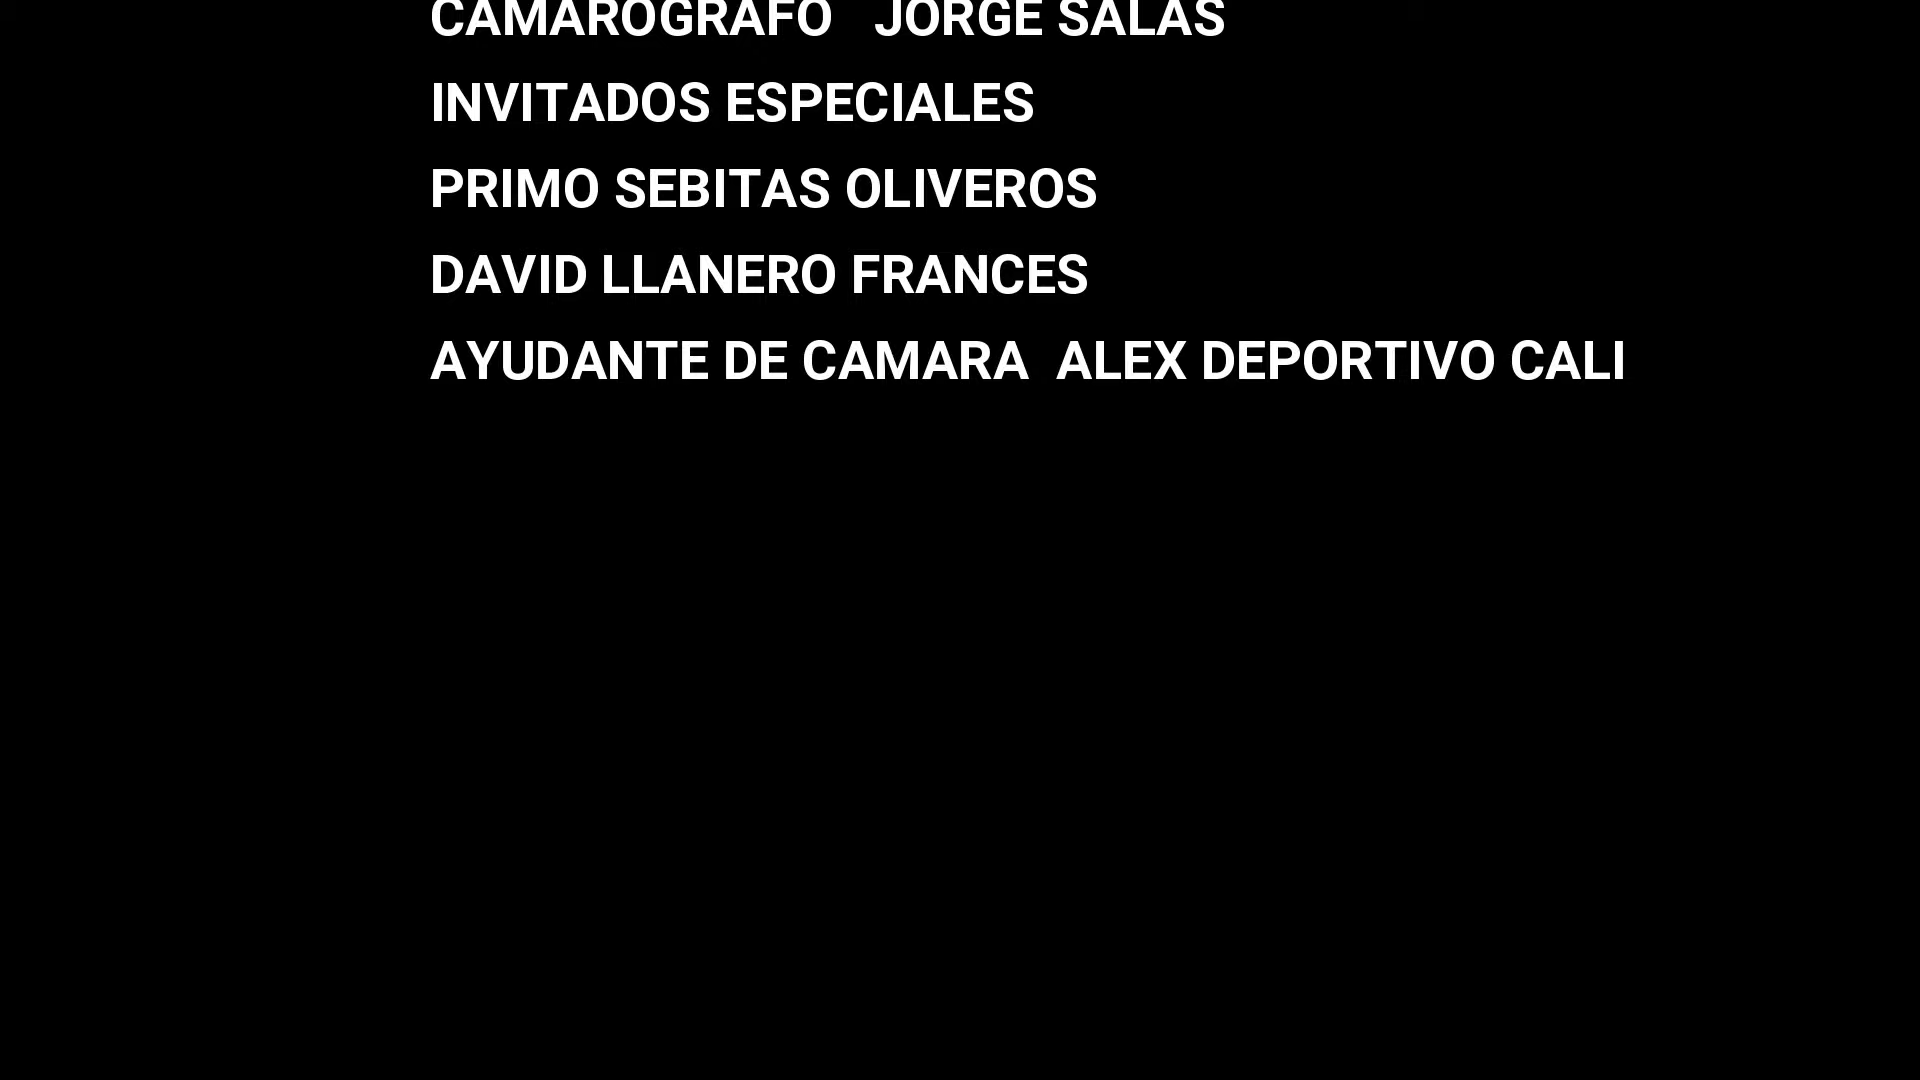 CAMAROGRAFO   JORGE SALAS
INVITADOS ESPECIALES
PRIMO SEBITAS OLIVEROS
DAVID LLANERO FRANCES
AYUDANTE DE CAMARA  ALEX DEPORTIVO CALI